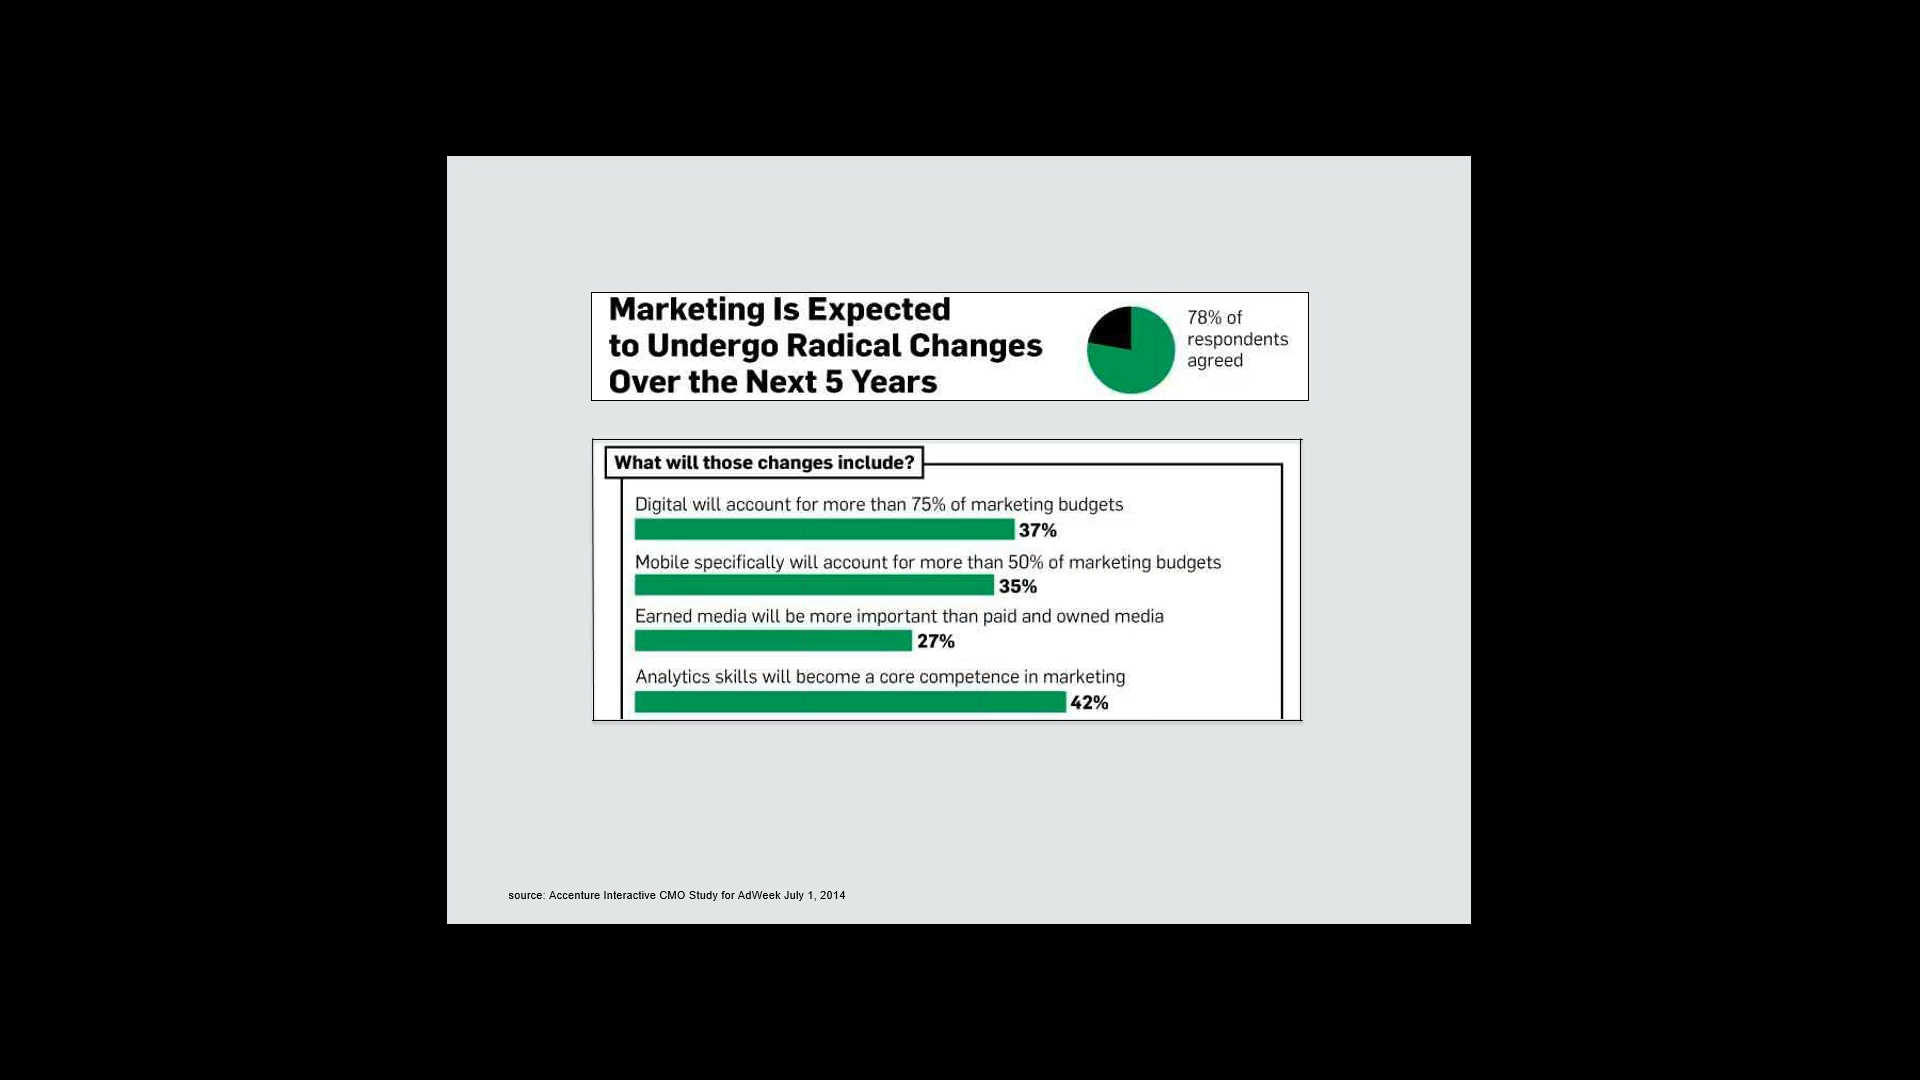 Marketing Is Expected
to Undergo Radical Changes
Over the Next 5 Years
78% of
respondents
agreed
What will those changes include?
Digital will account for more than 75% of marketing budgets
37%
Mobile specifically will account for more than 50% of marketing budgets
35%
Earned media will be more important than paid and owned media
27%
Analytics skills will become a core competence in marketing
42%
source: Accenture Interactive CMO Study for AdWeek July 1, 2014